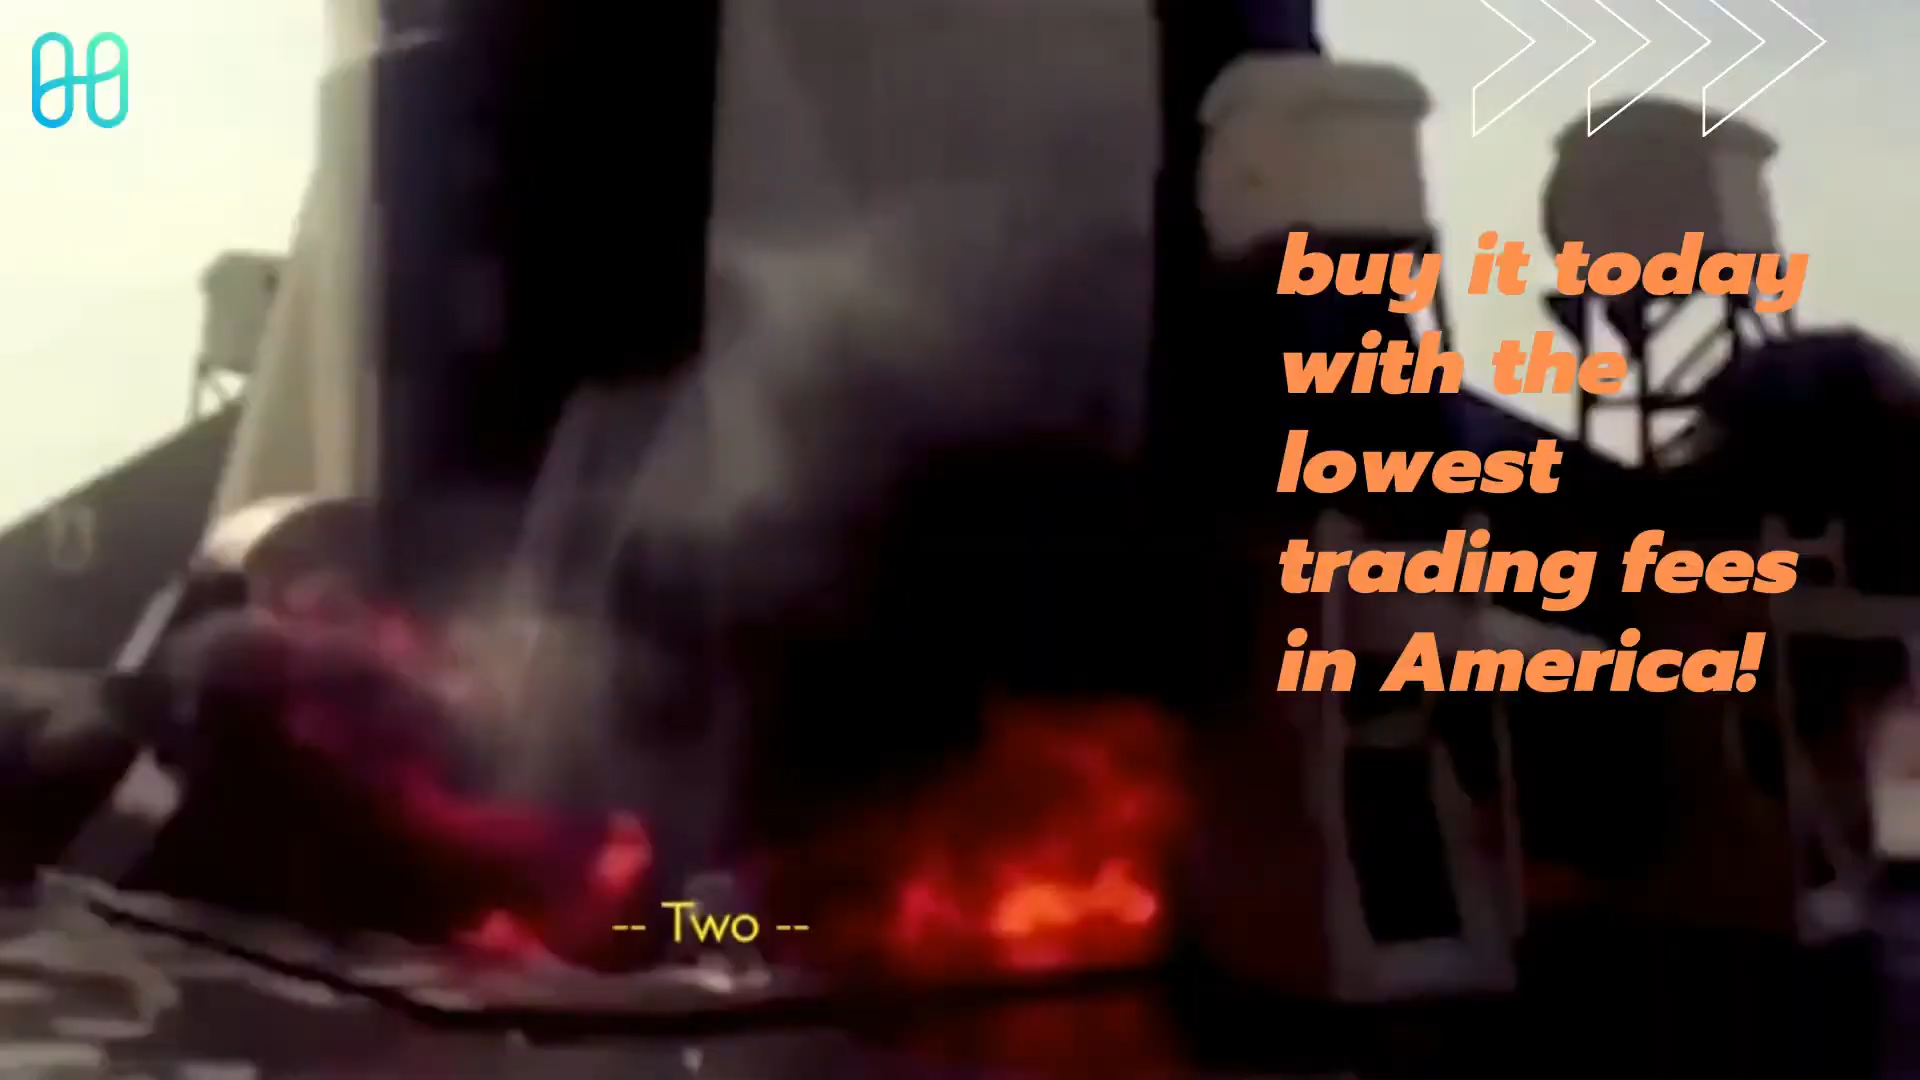 buy it today
with the
lowest
trading fees
in America!
-- Two --